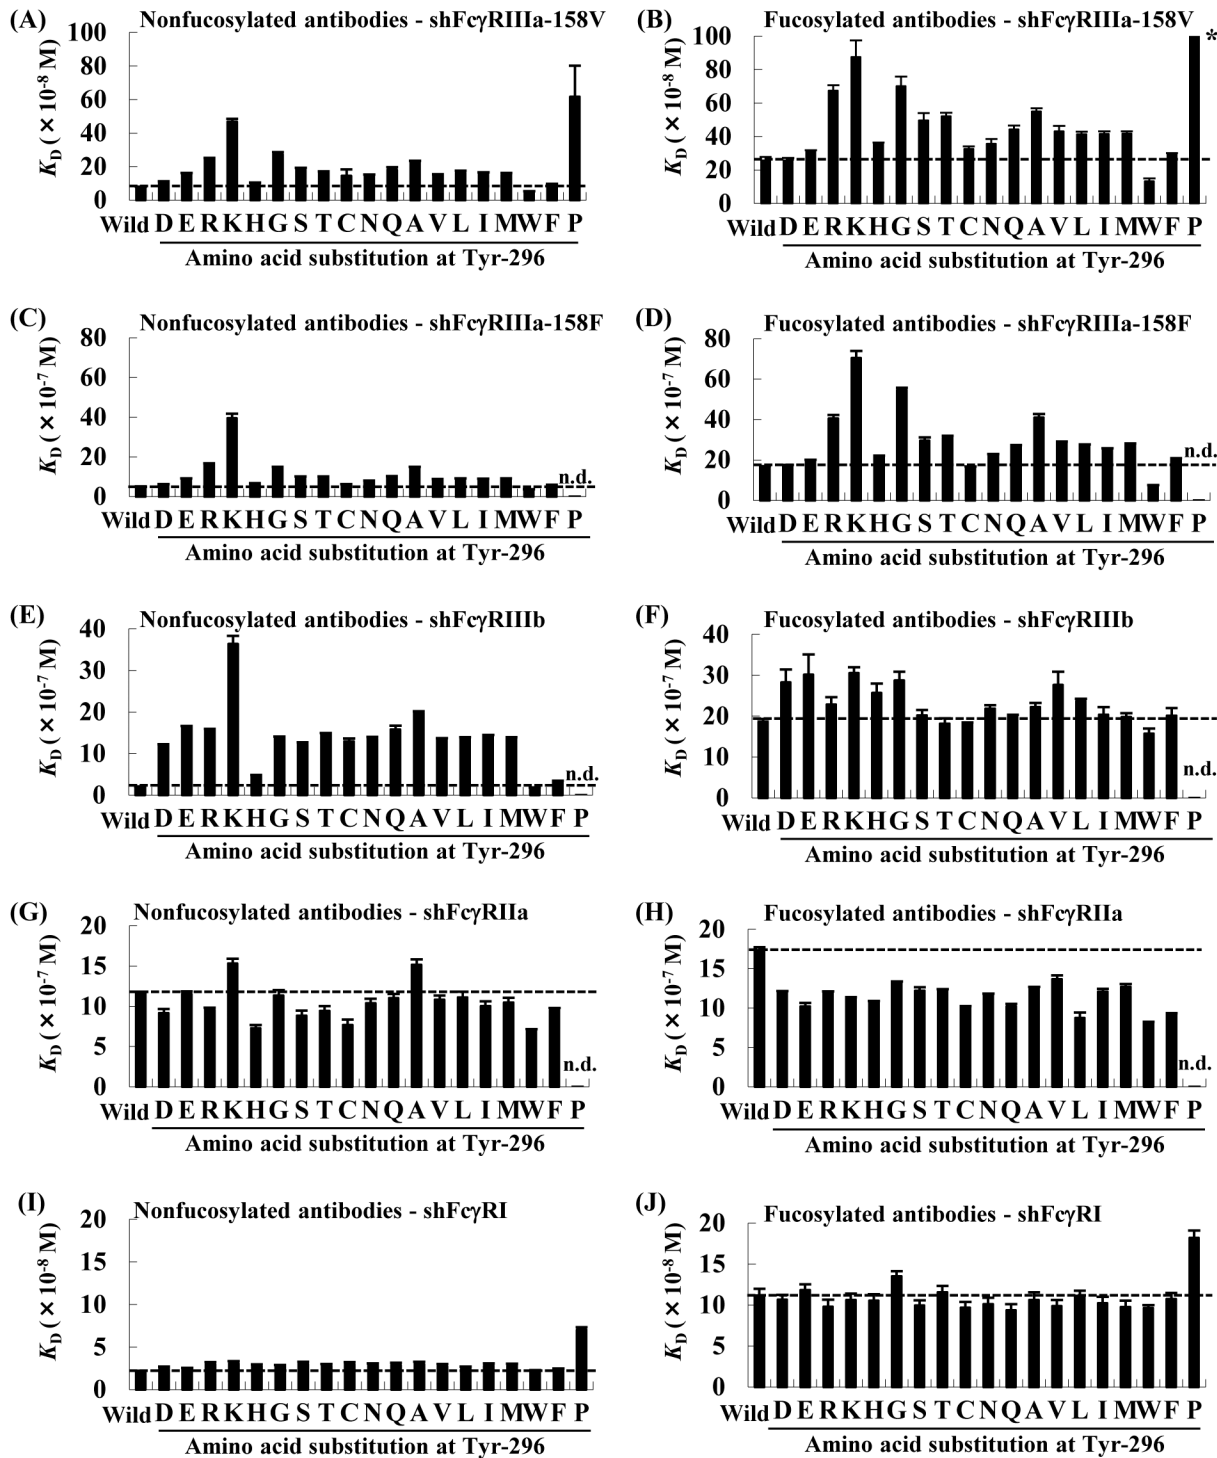 (A) Nonfucosylated antibodies - shFcγRIIIa-158V
K_D (×10⁻⁸ M)
100
80
60
40
20
0
Wild D E R K H G S T C N Q A V L I M W F P
Amino acid substitution at Tyr-296
(B) Fucosylated antibodies - shFcγRIIIa-158V
K_D (×10⁻⁸ M)
100
80
60
40
20
0
*
Wild D E R K H G S T C N Q A V L I M W F P
Amino acid substitution at Tyr-296
(C) Nonfucosylated antibodies - shFcγRIIIa-158F
K_D (×10⁻⁷ M)
80
60
40
20
0
n.d.
Wild D E R K H G S T C N Q A V L I M W F P
Amino acid substitution at Tyr-296
(D) Fucosylated antibodies - shFcγRIIIa-158F
K_D (×10⁻⁷ M)
80
60
40
20
0
n.d.
Wild D E R K H G S T C N Q A V L I M W F P
Amino acid substitution at Tyr-296
(E) Nonfucosylated antibodies - shFcγRIIIb
K_D (×10⁻⁷ M)
40
30
20
10
0
n.d.
Wild D E R K H G S T C N Q A V L I M W F P
Amino acid substitution at Tyr-296
(F) Fucosylated antibodies - shFcγRIIIb
K_D (×10⁻⁷ M)
40
30
20
10
0
n.d.
Wild D E R K H G S T C N Q A V L I M W F P
Amino acid substitution at Tyr-296
(G) Nonfucosylated antibodies - shFcγRIIa
K_D (×10⁻⁷ M)
20
15
10
5
0
n.d.
Wild D E R K H G S T C N Q A V L I M W F P
Amino acid substitution at Tyr-296
(H) Fucosylated antibodies - shFcγRIIa
K_D (×10⁻⁷ M)
20
15
10
5
0
n.d.
Wild D E R K H G S T C N Q A V L I M W F P
Amino acid substitution at Tyr-296
(I) Nonfucosylated antibodies - shFcγRI
K_D (×10⁻⁸ M)
20
15
10
5
0
Wild D E R K H G S T C N Q A V L I M W F P
Amino acid substitution at Tyr-296
(J) Fucosylated antibodies - shFcγRI
K_D (×10⁻⁸ M)
20
15
10
5
0
Wild D E R K H G S T C N Q A V L I M W F P
Amino acid substitution at Tyr-296